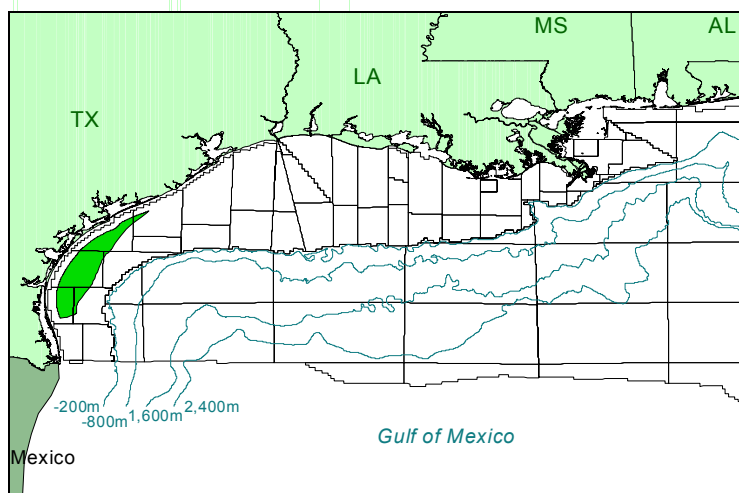 MS
AL
LA
TX
-200m
2,400m
-800m
1,600m
Gulf of Mexico
Mexico